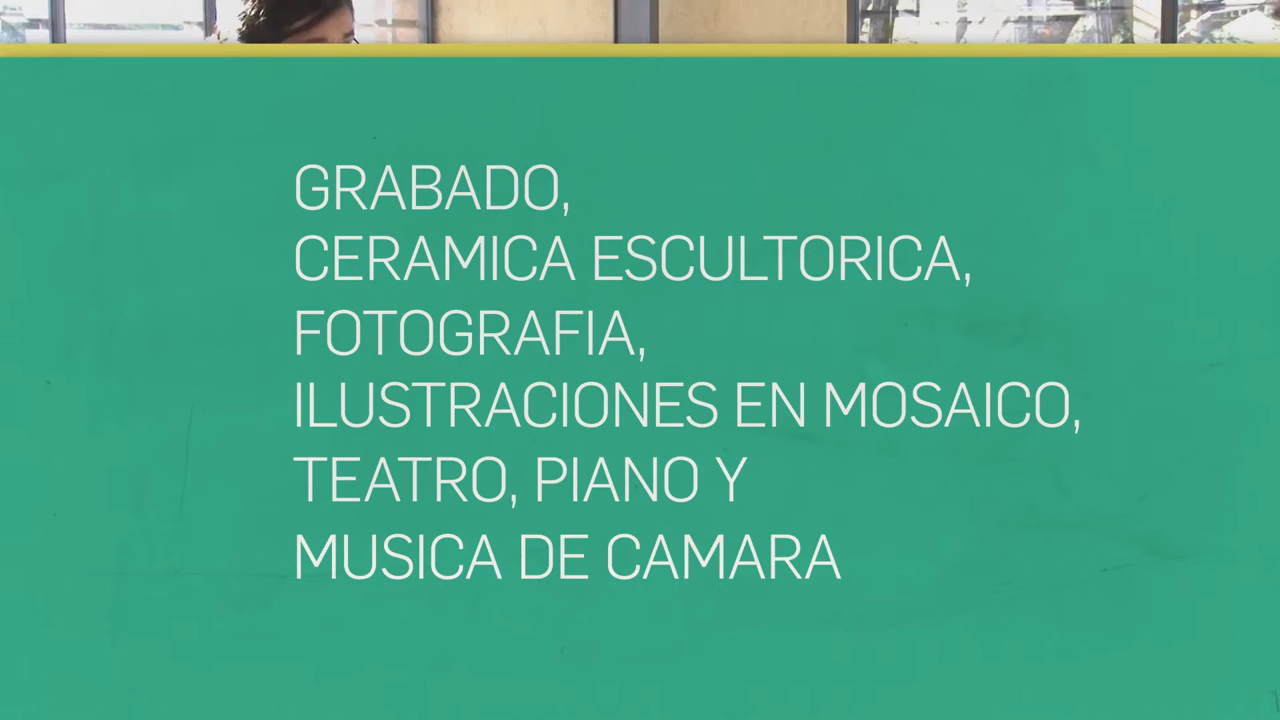 GRABADO,
CERAMICA ESCULTORICA,
FOTOGRAFIA,
ILUSTRACIONES EN MOSAICO,
TEATRO, PIANO Y
MUSICA DE CAMARA